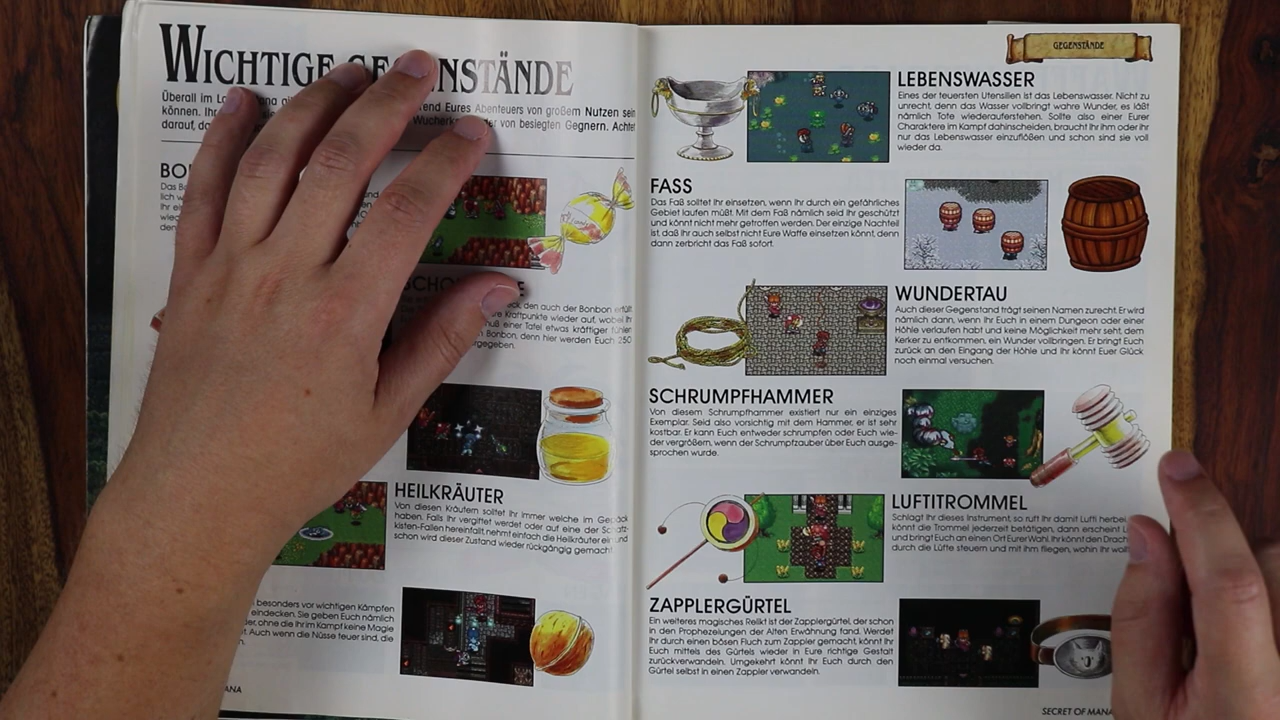 WICHTIGE GEGENSTÄNDE
Überall im
können. Ihr
darauf,
end Eures Abenteuers von großem Nutzen sein
Wucherk
der von besiegten Gegnern. Achtet
BO
Das
den auch der Bonbon erfüllt.
Kraftpunkte wieder auf, wobei Ihr
einer Tafel etwas kräftiger fühlen
Bonbon, denn hier werden Euch 250
HEILKRÄUTER
Von diesen Kräutern solltet Ihr immer welche im Gepäck
haben. Falls Ihr vergiftet werdet oder auf eine der Schatz-
kisten-Fallen hereinfallt, nehmt einfach die Heilkräuter ein und
schon wird dieser Zustand wieder rückgängig gemacht.
besonders vor wichtigen Kämpfen
eindecken. Sie geben Euch nämlich
ohne die Ihr im Kampf keine Magie
Auch wenn die Nüsse teuer sind, die
ANA
GEGENSTÄNDE
LEBENSWASSER
Eines der teuersten Utensilien ist das Lebenswasser. Nicht zu
unrecht, denn das Wasser vollbringt wahre Wunder, es läßt
nämlich Tote wiederauferstehen. Sollte also einer Eurer
Charaktere im Kampf dahinscheiden, braucht Ihr ihm oder ihr
nur das Lebenswasser einzuflößen und schon sind sie voll
wieder da.
FASS
Das Faß solltet Ihr einsetzen, wenn Ihr durch ein gefährliches
Gebiet laufen müßt. Mit dem Faß nämlich seid Ihr geschützt
und könnt nicht mehr getroffen werden. Der einzige Nachteil
ist, daß Ihr auch selbst nicht Eure Waffe einsetzen könnt, denn
dann zerbricht das Faß sofort.
WUNDERTAU
Auch dieser Gegenstand trägt seinen Namen zurecht. Er wird
nämlich dann, wenn Ihr Euch in einem Dungeon oder einer
Höhle verlaufen habt und keine Möglichkeit mehr seht, dem
Kerker zu entkommen, ein Wunder vollbringen. Er bringt Euch
zurück an den Eingang der Höhle und Ihr könnt Euer Glück
noch einmal versuchen.
SCHRUMPFHAMMER
Von diesem Schrumpfhammer existiert nur ein einziges
Exemplar. Seid also vorsichtig mit dem Hammer, er ist sehr
kostbar. Er kann Euch entweder schrumpfen oder Euch wie-
der vergrößern, wenn der Schrumpfzauber über Euch ausge-
sprochen wurde.
LUFTITROMMEL
Schlagt Ihr dieses Instrument, so ruft Ihr damit Lufti herbei.
könnt die Trommel jederzeit betätigen, dann erscheint
und bringt Euch an einen Ort Eurer Wahl. Ihr könnt den Drach
durch die Lüfte steuern und mit ihm fliegen, wohin Ihr
ZAPPLERGÜRTEL
Ein weiteres magisches Relikt ist der Zapplergürtel, der schon
in den Prophezeiungen der Alten Erwähnung fand. Werdet
Ihr durch einen bösen Fluch zum Zappler gemacht, könnt Ihr
Euch mittels des Gürtels wieder in Eure richtige Gestalt
zurückverwandeln. Umgekehrt könnt Ihr Euch durch den
Gürtel selbst in einen Zappler verwandeln.
SECRET OF MANA